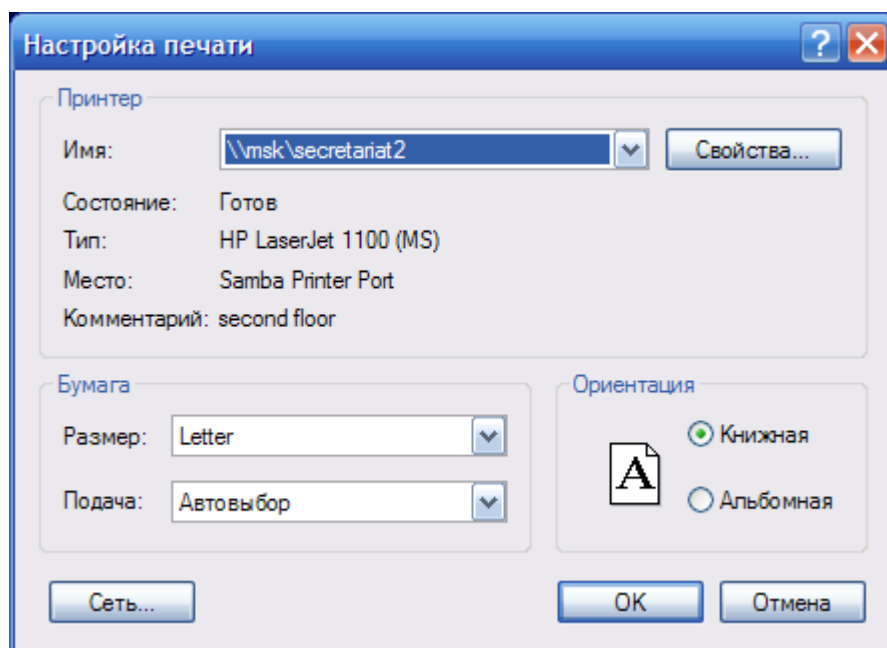 Настройка печати
Принтер
Имя: \\msk\secretariat2 Свойства...
Состояние: Готов
Тип: HP LaserJet 1100 (MS)
Место: Samba Printer Port
Комментарий: second floor
Бумага
Размер: Letter
Подача: Автовыбор
Ориентация
A
Книжная
Альбомная
Сеть... OK Отмена